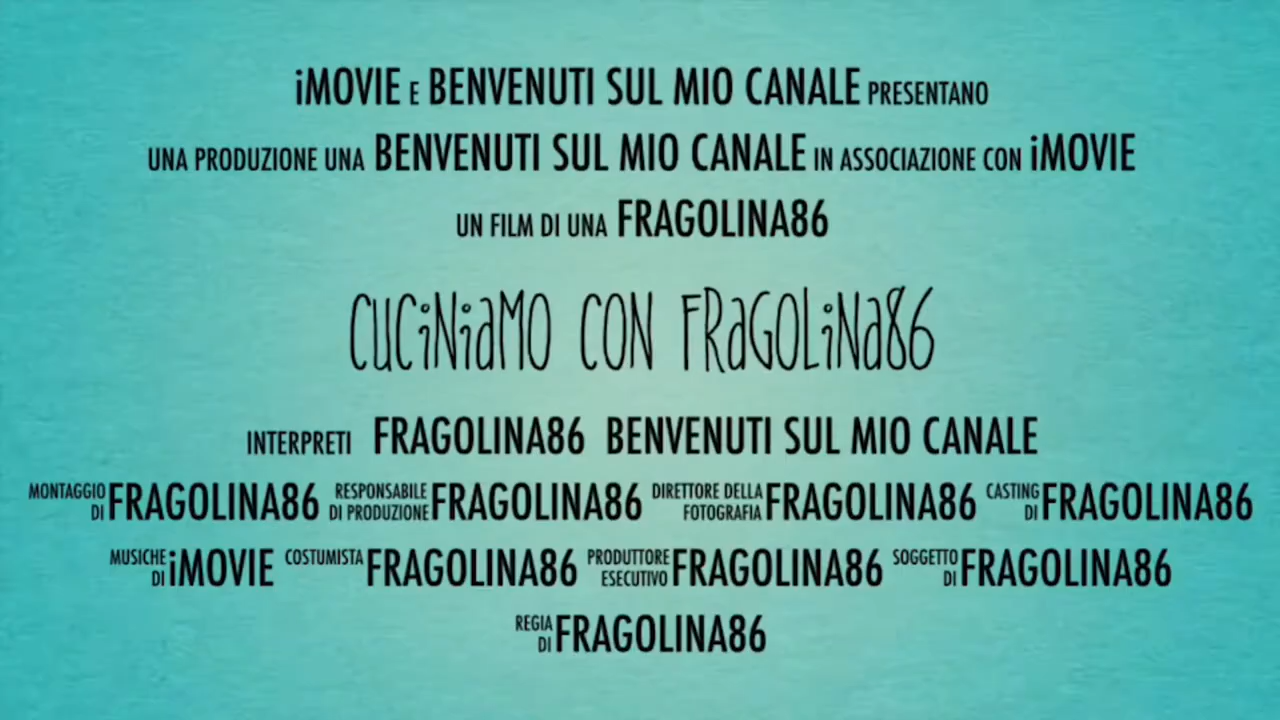 iMOVIE E BENVENUTI SUL MIO CANALE PRESENTANO
UNA PRODUZIONE UNA BENVENUTI SUL MIO CANALE IN ASSOCIAZIONE CON iMOVIE
UN FILM DI UNA FRAGOLINA86
CUCiNiaMO CON FRaGOLiNa86
INTERPRETI FRAGOLINA86 BENVENUTI SUL MIO CANALE
MONTAGGIO DI FRAGOLINA86 RESPONSABILE DI PRODUZIONE FRAGOLINA86 DIRETTORE DELLA FOTOGRAFIA FRAGOLINA86 CASTING DI FRAGOLINA86
MUSICHE DI iMOVIE COSTUMISTA FRAGOLINA86 PRODUTTORE ESECUTIVO FRAGOLINA86 SOGGETTO DI FRAGOLINA86
REGIA DI FRAGOLINA86